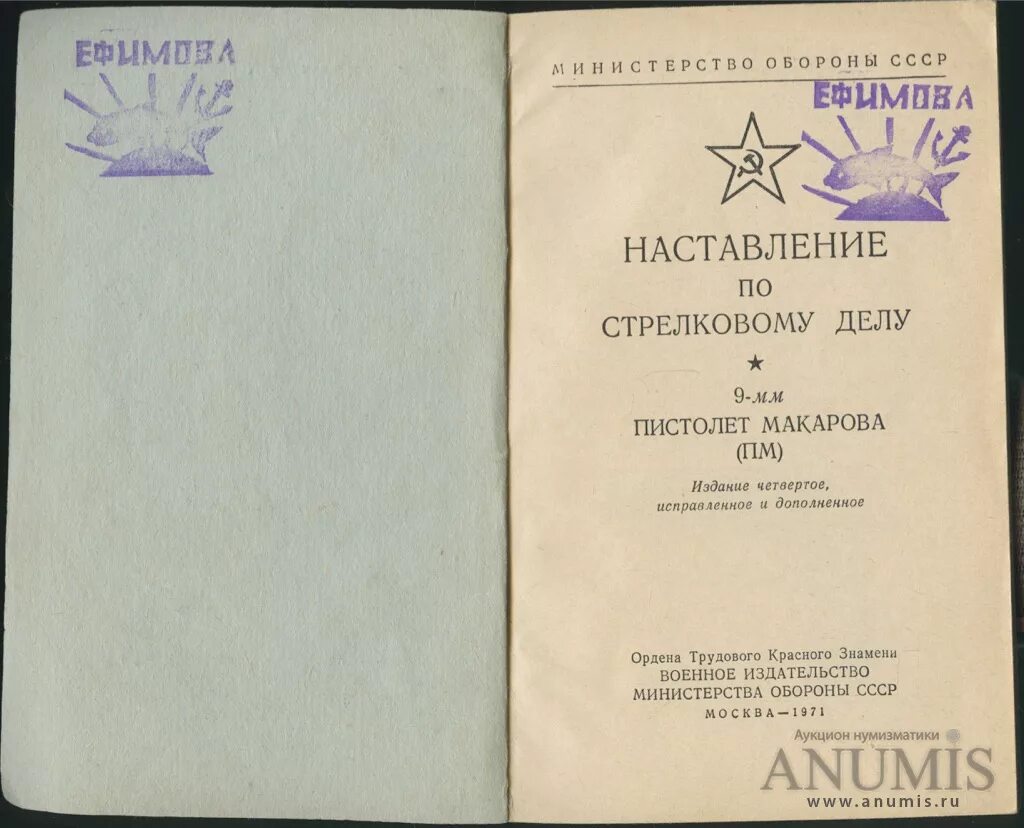 ЕФИМОВА
МИНИСТЕРСТВО ОБОРОНЫ СССР
ЕФИМОВА
НАСТАВЛЕНИЕ
ПО
СТРЕЛКОВОМУ ДЕЛУ
9-мм
ПИСТОЛЕТ МАКАРОВА
(ПМ)
Издание четвертое,
исправленное и дополненное
Ордена Трудового Красного Знамени
ВОЕННОЕ ИЗДАТЕЛЬСТВО
МИНИСТЕРСТВА ОБОРОНЫ СССР
МОСКВА—1971
Аукцион нумизматики
ANUMIS
www.anumis.ru